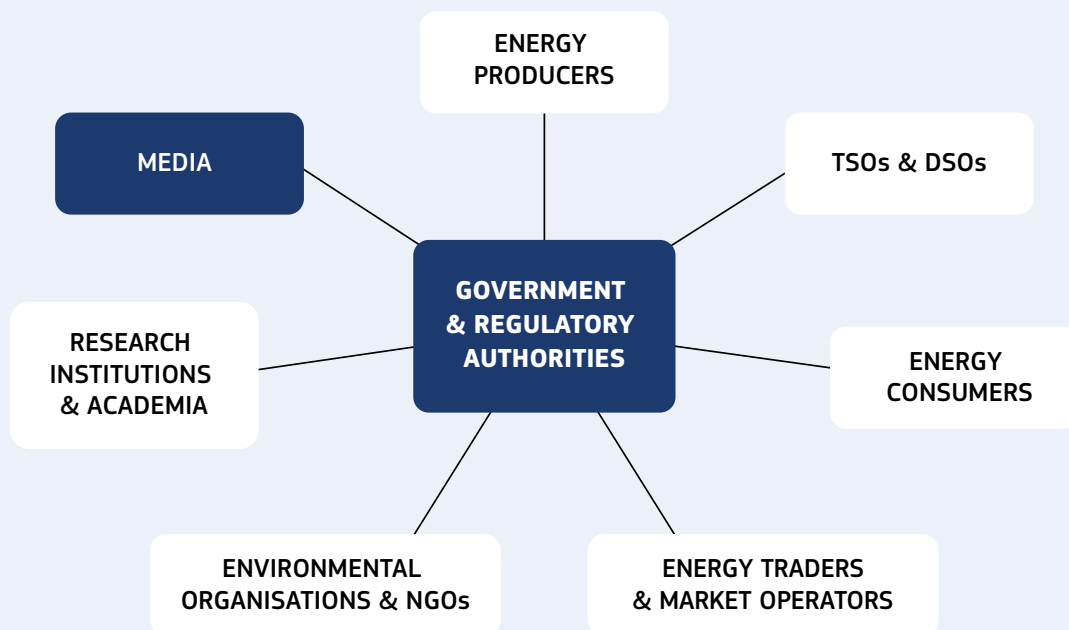 ENERGY
PRODUCERS
MEDIA
TSOs & DSOs
GOVERNMENT
& REGULATORY
AUTHORITIES
RESEARCH
INSTITUTIONS
& ACADEMIA
ENERGY
CONSUMERS
ENVIRONMENTAL
ORGANISATIONS & NGOs
ENERGY TRADERS
& MARKET OPERATORS